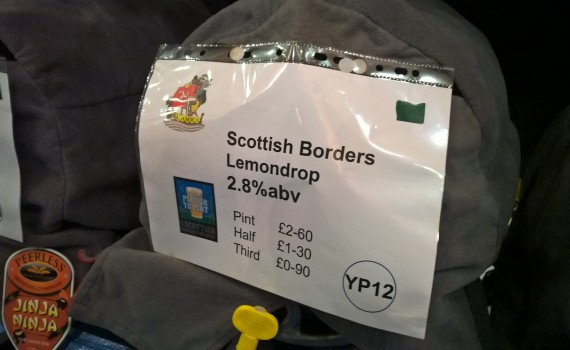 Scottish Borders
Lemondrop
2.8%abv
Pint £2-60
Half £1-30
Third £0-90
YP12
PEERLESS
JINJA
NINJA